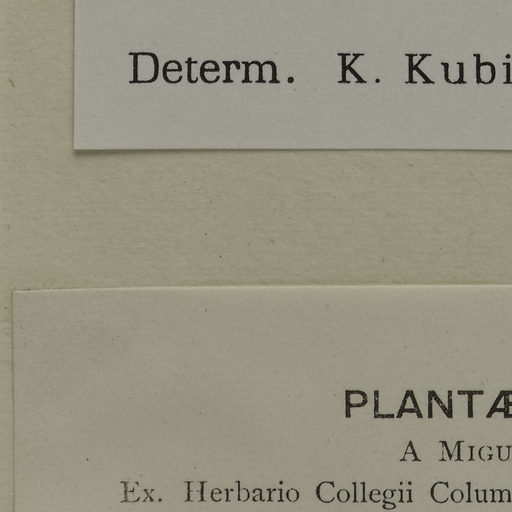 Determ. K. Kubi
PLANTÆ
A MIGU
Ex. Herbario Collegii Colum